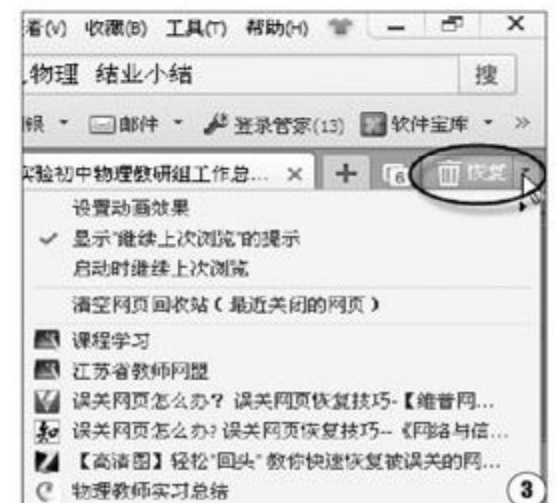 看(V) 收藏(B) 工具(T) 帮助(H)
物理 结业小结 搜
银 邮件 登录管家(13) 软件宝库 »
实验初中物理教研组工作总... × + 6 恢复
设置动画效果
✓ 显示"继续上次浏览"的提示
启动时继续上次浏览
清空网页回收站(最近关闭的网页)
课程学习
江苏省教师网盟
误关网页怎么办? 误关网页恢复技巧-【维普网...
误关网页怎么办? 误关网页恢复技巧--《网络与信...
【高清图】轻松"回头" 教你快速恢复被误关的网...
物理教师实习总结
3